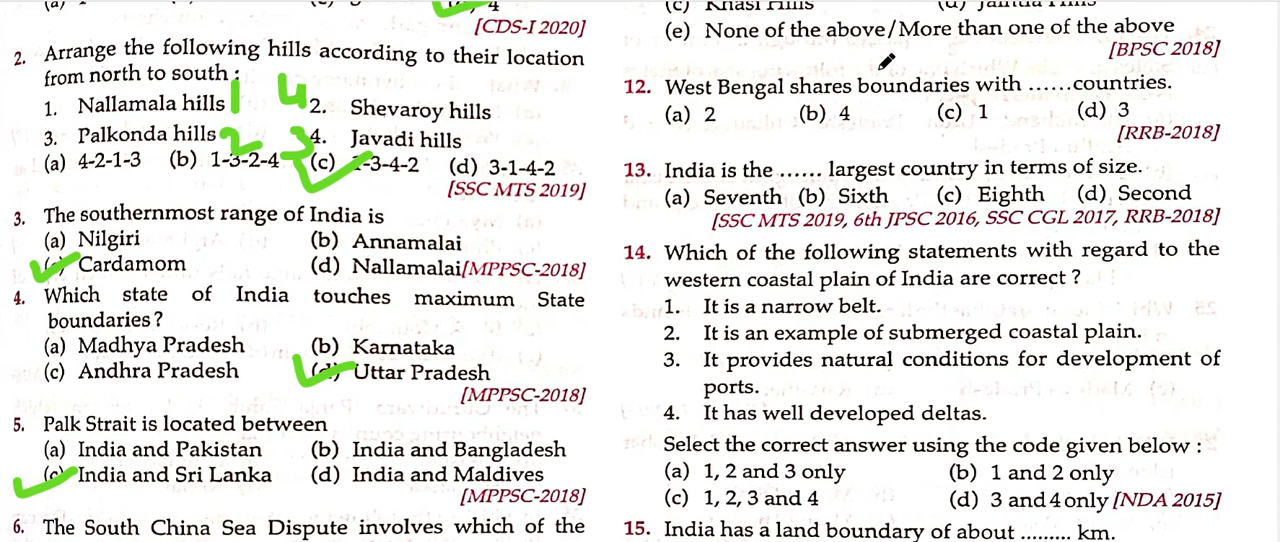 (a)
4
[CDS-I 2020]
2. Arrange the following hills according to their location
from north to south :
1. Nallamala hills 1 4 2. Shevaroy hills
3. Palkonda hills 2 3 4. Javadi hills
(a) 4-2-1-3 (b) 1-3-2-4 (c) 1-3-4-2 (d) 3-1-4-2
[SSC MTS 2019]
3. The southernmost range of India is
(a) Nilgiri (b) Annamalai
Cardamom (d) Nallamalai [MPPSC-2018]
4. Which state of India touches maximum State
boundaries ?
(a) Madhya Pradesh (b) Karnataka
(c) Andhra Pradesh (d) Uttar Pradesh
[MPPSC-2018]
5. Palk Strait is located between
(a) India and Pakistan (b) India and Bangladesh
(c) India and Sri Lanka (d) India and Maldives
[MPPSC-2018]
6. The South China Sea Dispute involves which of the
(c) Khasi Hills (d) Jaintia Hills
(e) None of the above/More than one of the above
[BPSC 2018]
12. West Bengal shares boundaries with ......countries.
(a) 2 (b) 4 (c) 1 (d) 3
[RRB-2018]
13. India is the ...... largest country in terms of size.
(a) Seventh (b) Sixth (c) Eighth (d) Second
[SSC MTS 2019, 6th JPSC 2016, SSC CGL 2017, RRB-2018]
14. Which of the following statements with regard to the
western coastal plain of India are correct ?
1. It is a narrow belt.
2. It is an example of submerged coastal plain.
3. It provides natural conditions for development of
ports.
4. It has well developed deltas.
Select the correct answer using the code given below :
(a) 1, 2 and 3 only (b) 1 and 2 only
(c) 1, 2, 3 and 4 (d) 3 and 4 only [NDA 2015]
15. India has a land boundary of about ......... km.